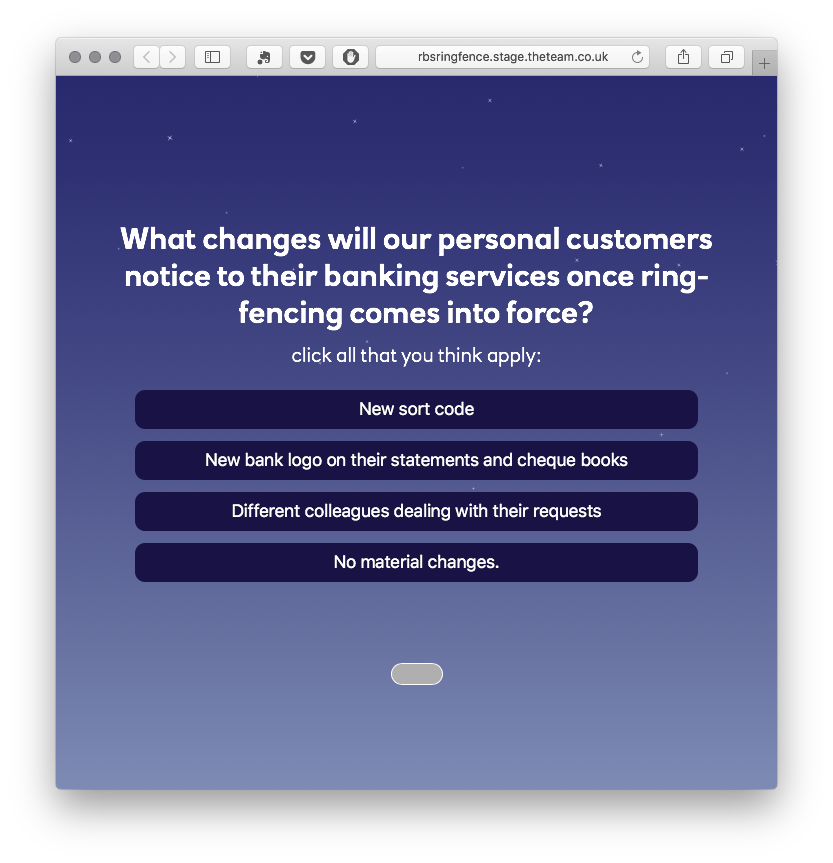 rbsringfence.stage.theteam.co.uk
What changes will our personal customers
notice to their banking services once ring-
fencing comes into force?
click all that you think apply:
New sort code
New bank logo on their statements and cheque books
Different colleagues dealing with their requests
No material changes.